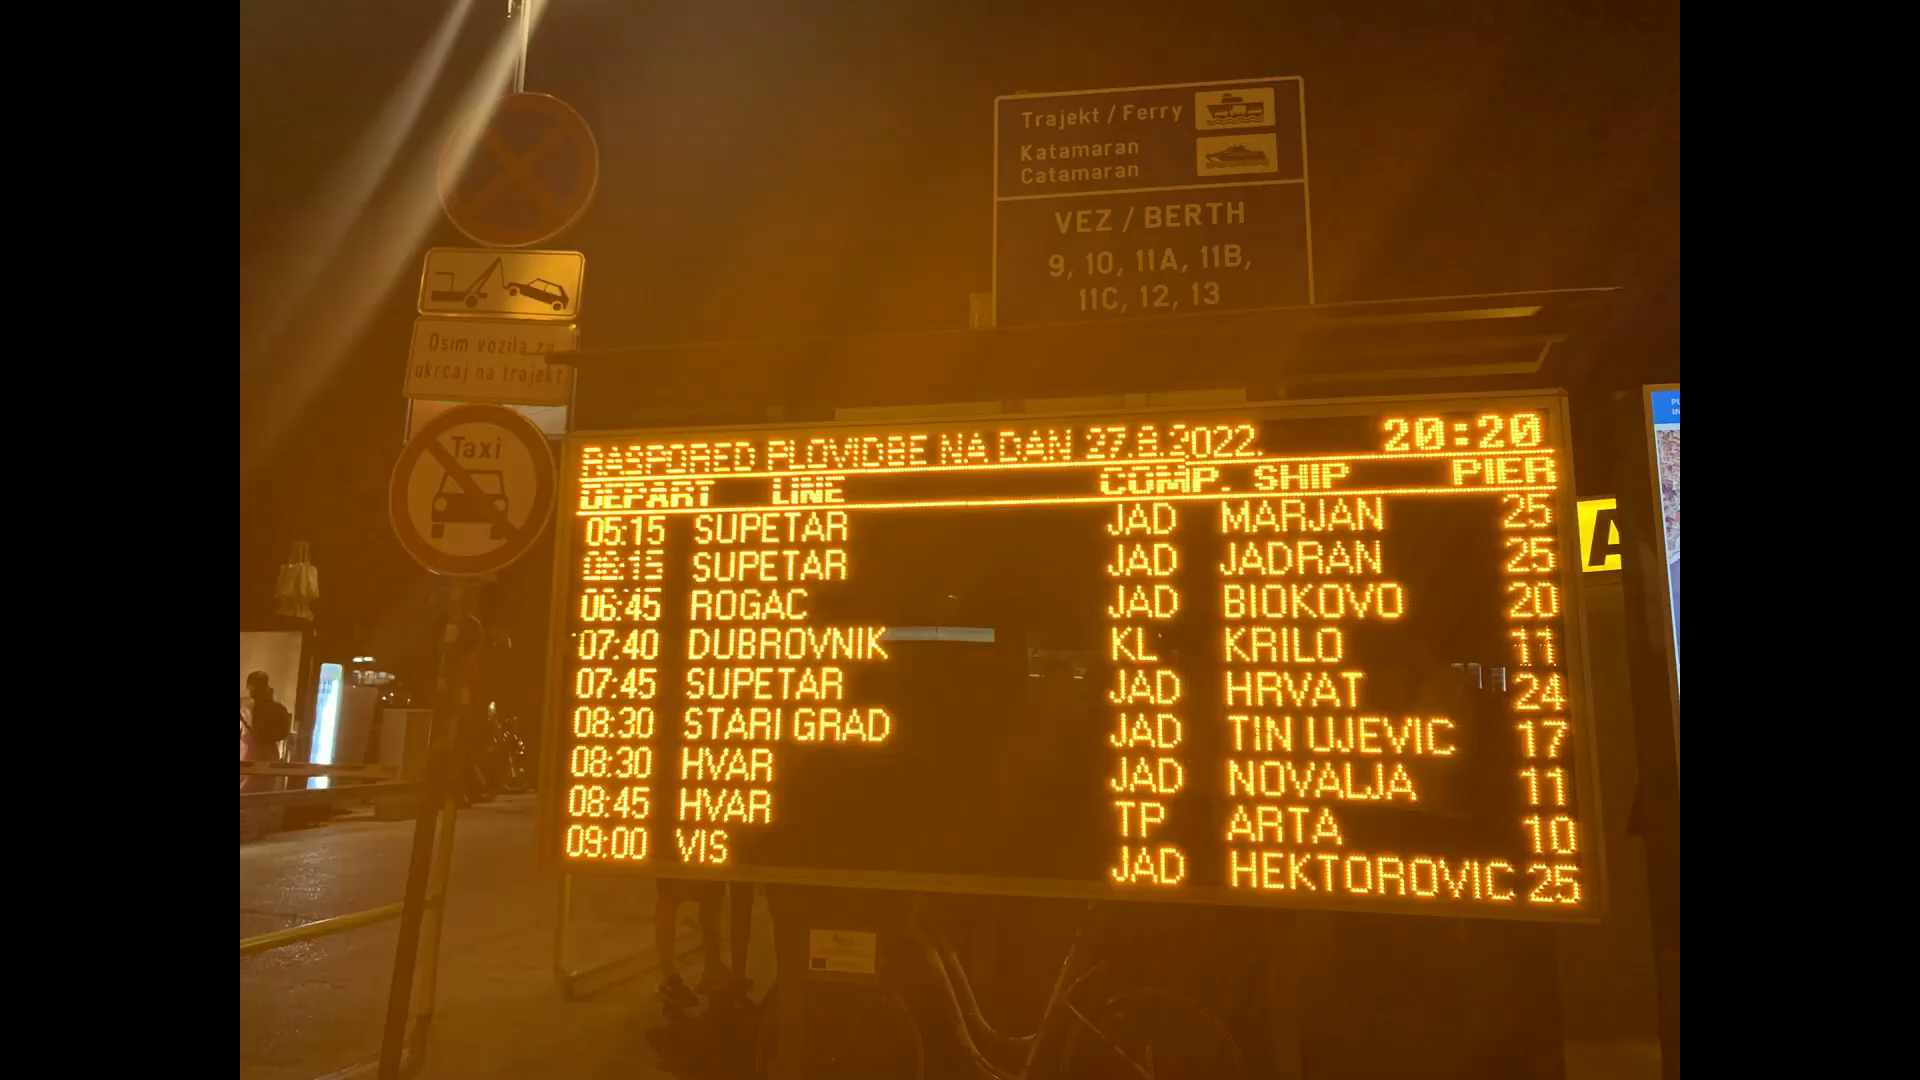 Trajekt / Ferry
Katamaran
Catamaran
VEZ / BERTH
9, 10, 11A, 11B,
11C, 12, 13
Osim vozila za
ukrcaj na trajekt
Taxi
RASPORED PLOVIDBE NA DAN 27.8.2022. 20:20
DEPART LINE COMP. SHIP PIER
05:15 SUPETAR JAD MARJAN 25
06:15 SUPETAR JAD JADRAN 25
06:45 ROGAC JAD BIOKOVO 20
07:40 DUBROVNIK KL KRILO 11
07:45 SUPETAR JAD HRVAT 24
08:30 STARI GRAD JAD TIN UJEVIC 17
08:30 HVAR JAD NOVALJA 11
08:45 HVAR TP ARTA 10
09:00 VIS JAD HEKTOROVIC 25